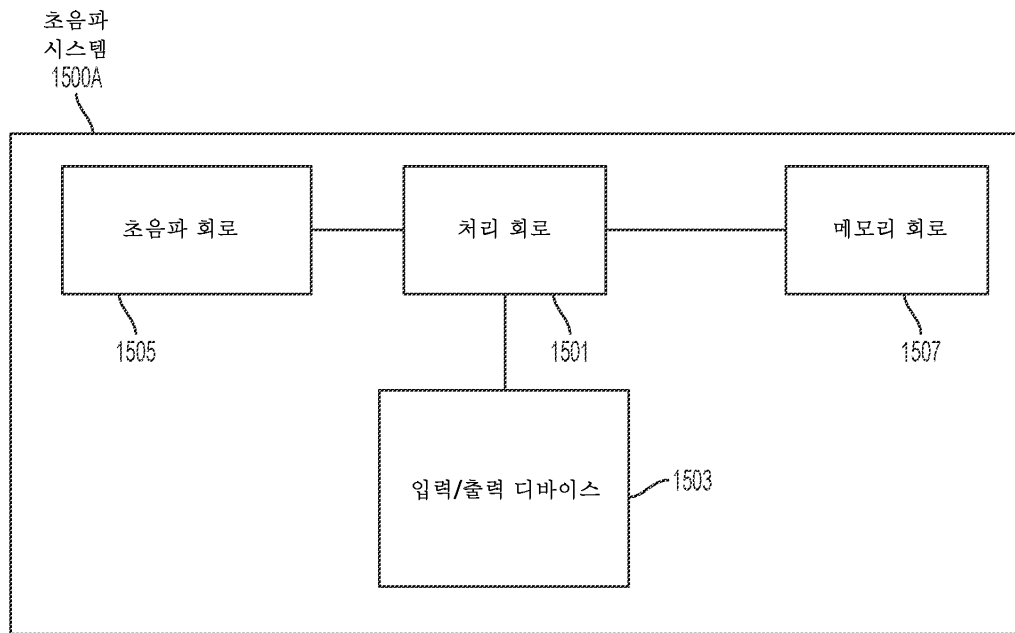 초음파
시스템
1500A
초음파 회로
처리 회로
메모리 회로
1505
1501
1507
입력/출력 디바이스
1503